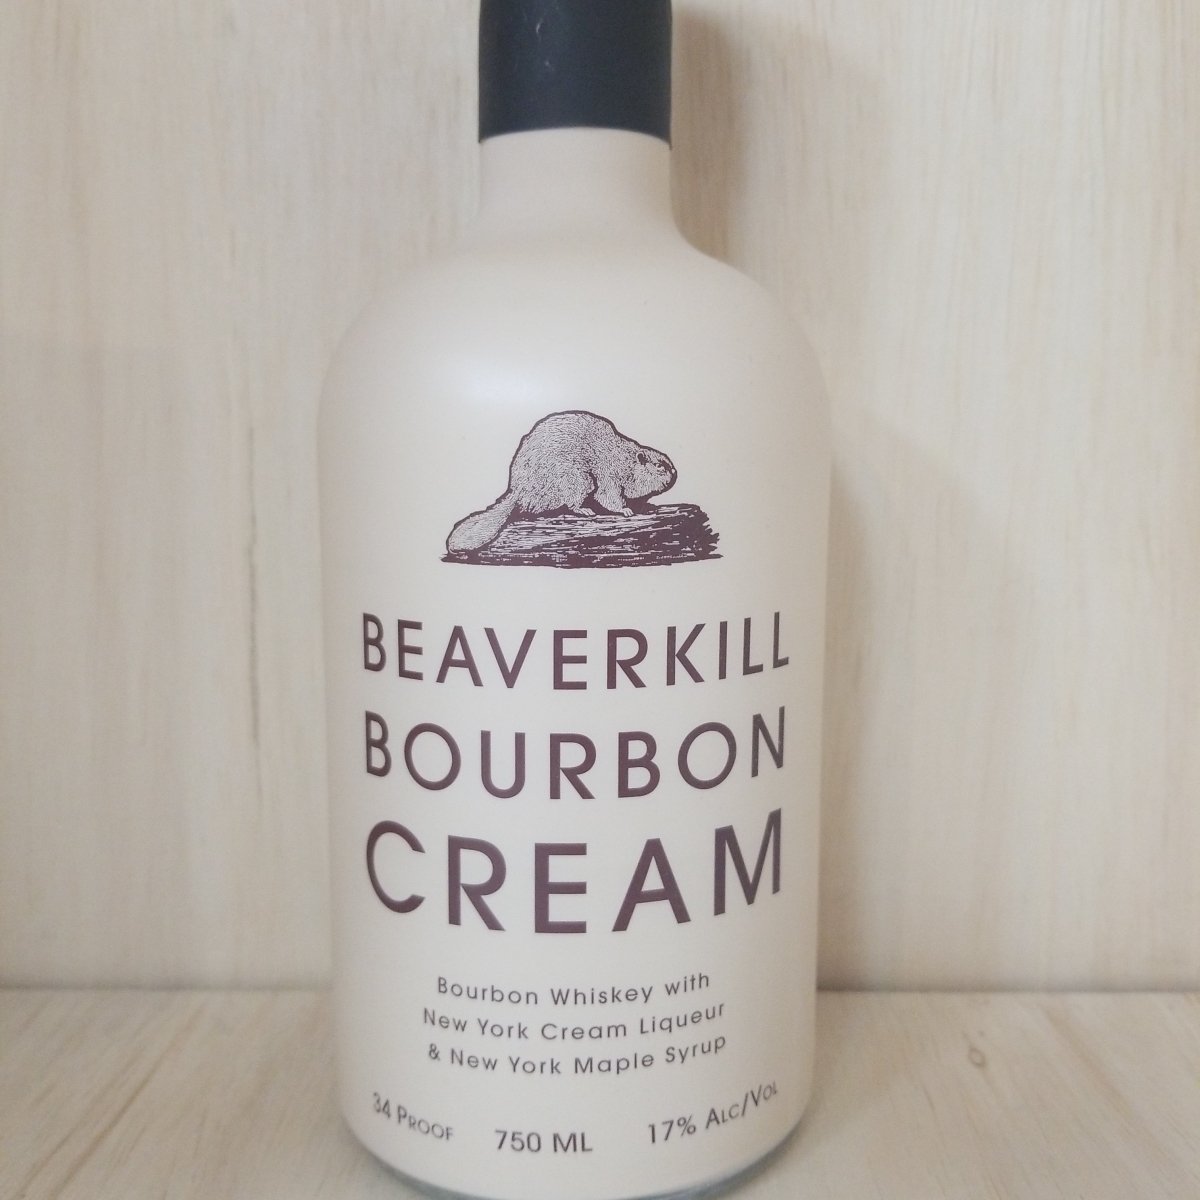 BEAVERKILL
BOURBON
CREAM
Bourbon Whiskey with
New York Cream Liqueur
& New York Maple Syrup
34 PROOF 750 ML 17% ALC/VOL